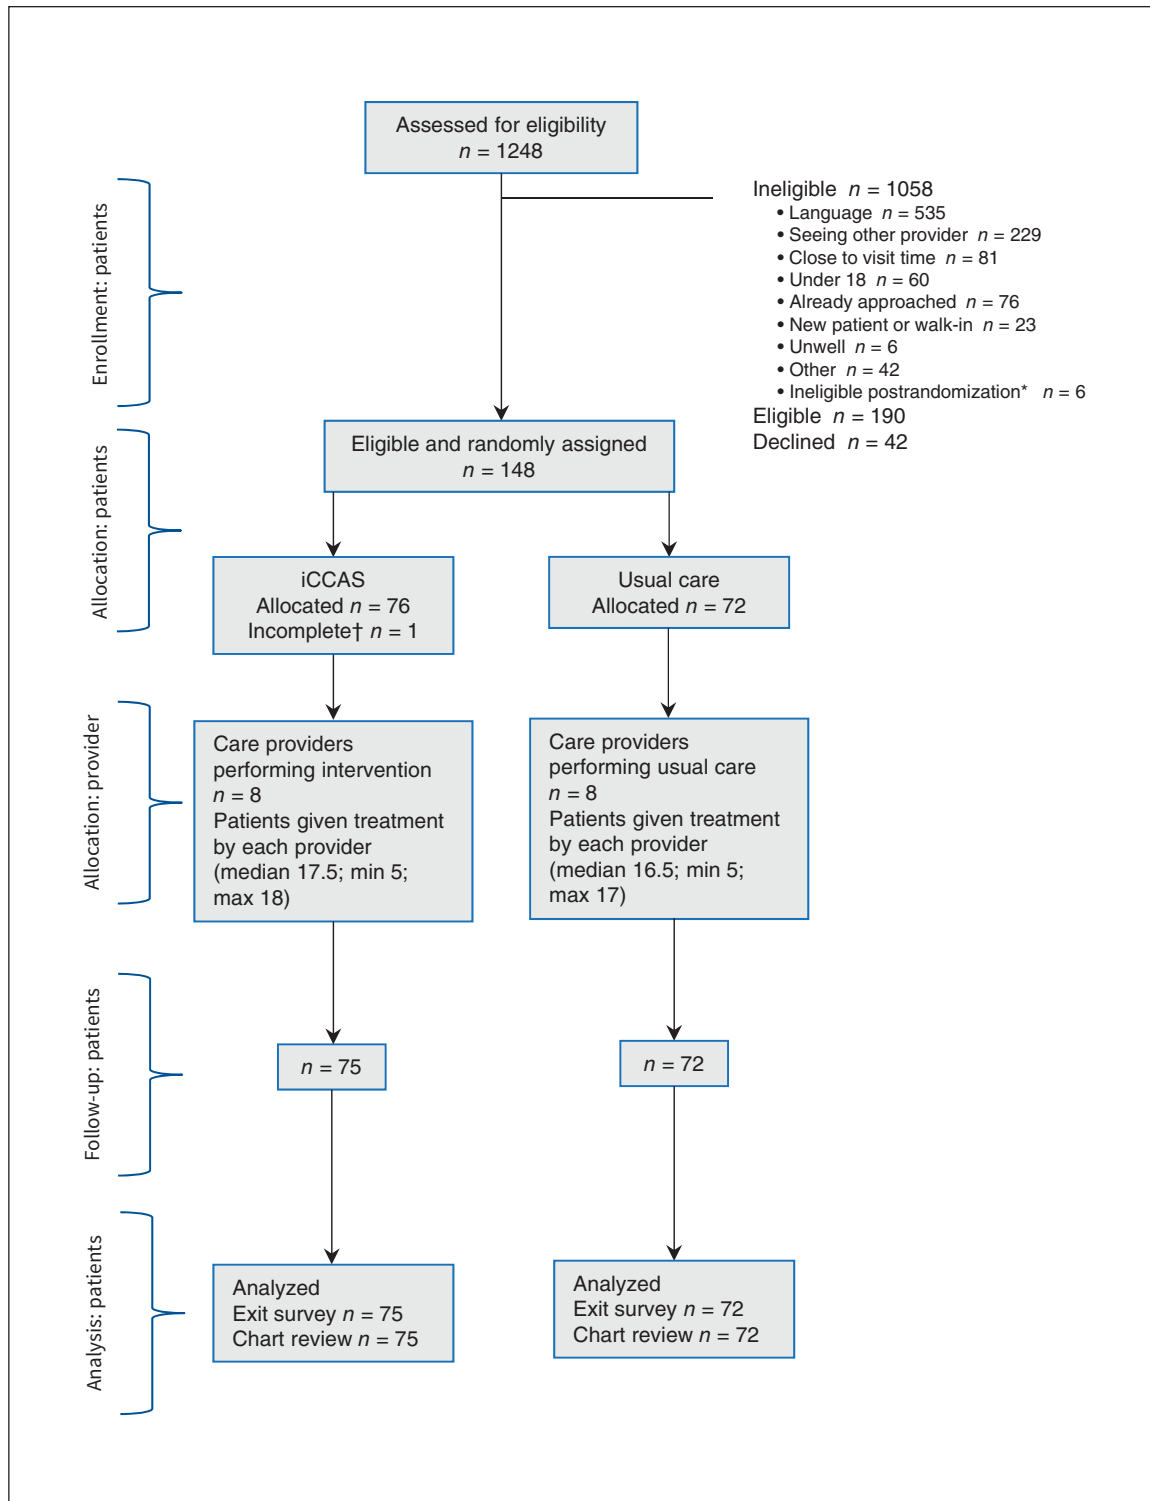 Assessed for eligibility
n = 1248
Ineligible n = 1058
• Language n = 535
• Seeing other provider n = 229
• Close to visit time n = 81
• Under 18 n = 60
• Already approached n = 76
• New patient or walk-in n = 23
• Unwell n = 6
• Other n = 42
• Ineligible postrandomization* n = 6
Eligible n = 190
Declined n = 42
Enrollment: patients
Eligible and randomly assigned
n = 148
Allocation: patients
iCCAS
Allocated n = 76
Incomplete† n = 1
Usual care
Allocated n = 72
Allocation: provider
Care providers
performing intervention
n = 8
Patients given treatment
by each provider
(median 17.5; min 5;
max 18)
Care providers
performing usual care
n = 8
Patients given treatment
by each provider
(median 16.5; min 5;
max 17)
Follow-up: patients
n = 75
n = 72
Analysis: patients
Analyzed
Exit survey n = 75
Chart review n = 75
Analyzed
Exit survey n = 72
Chart review n = 72